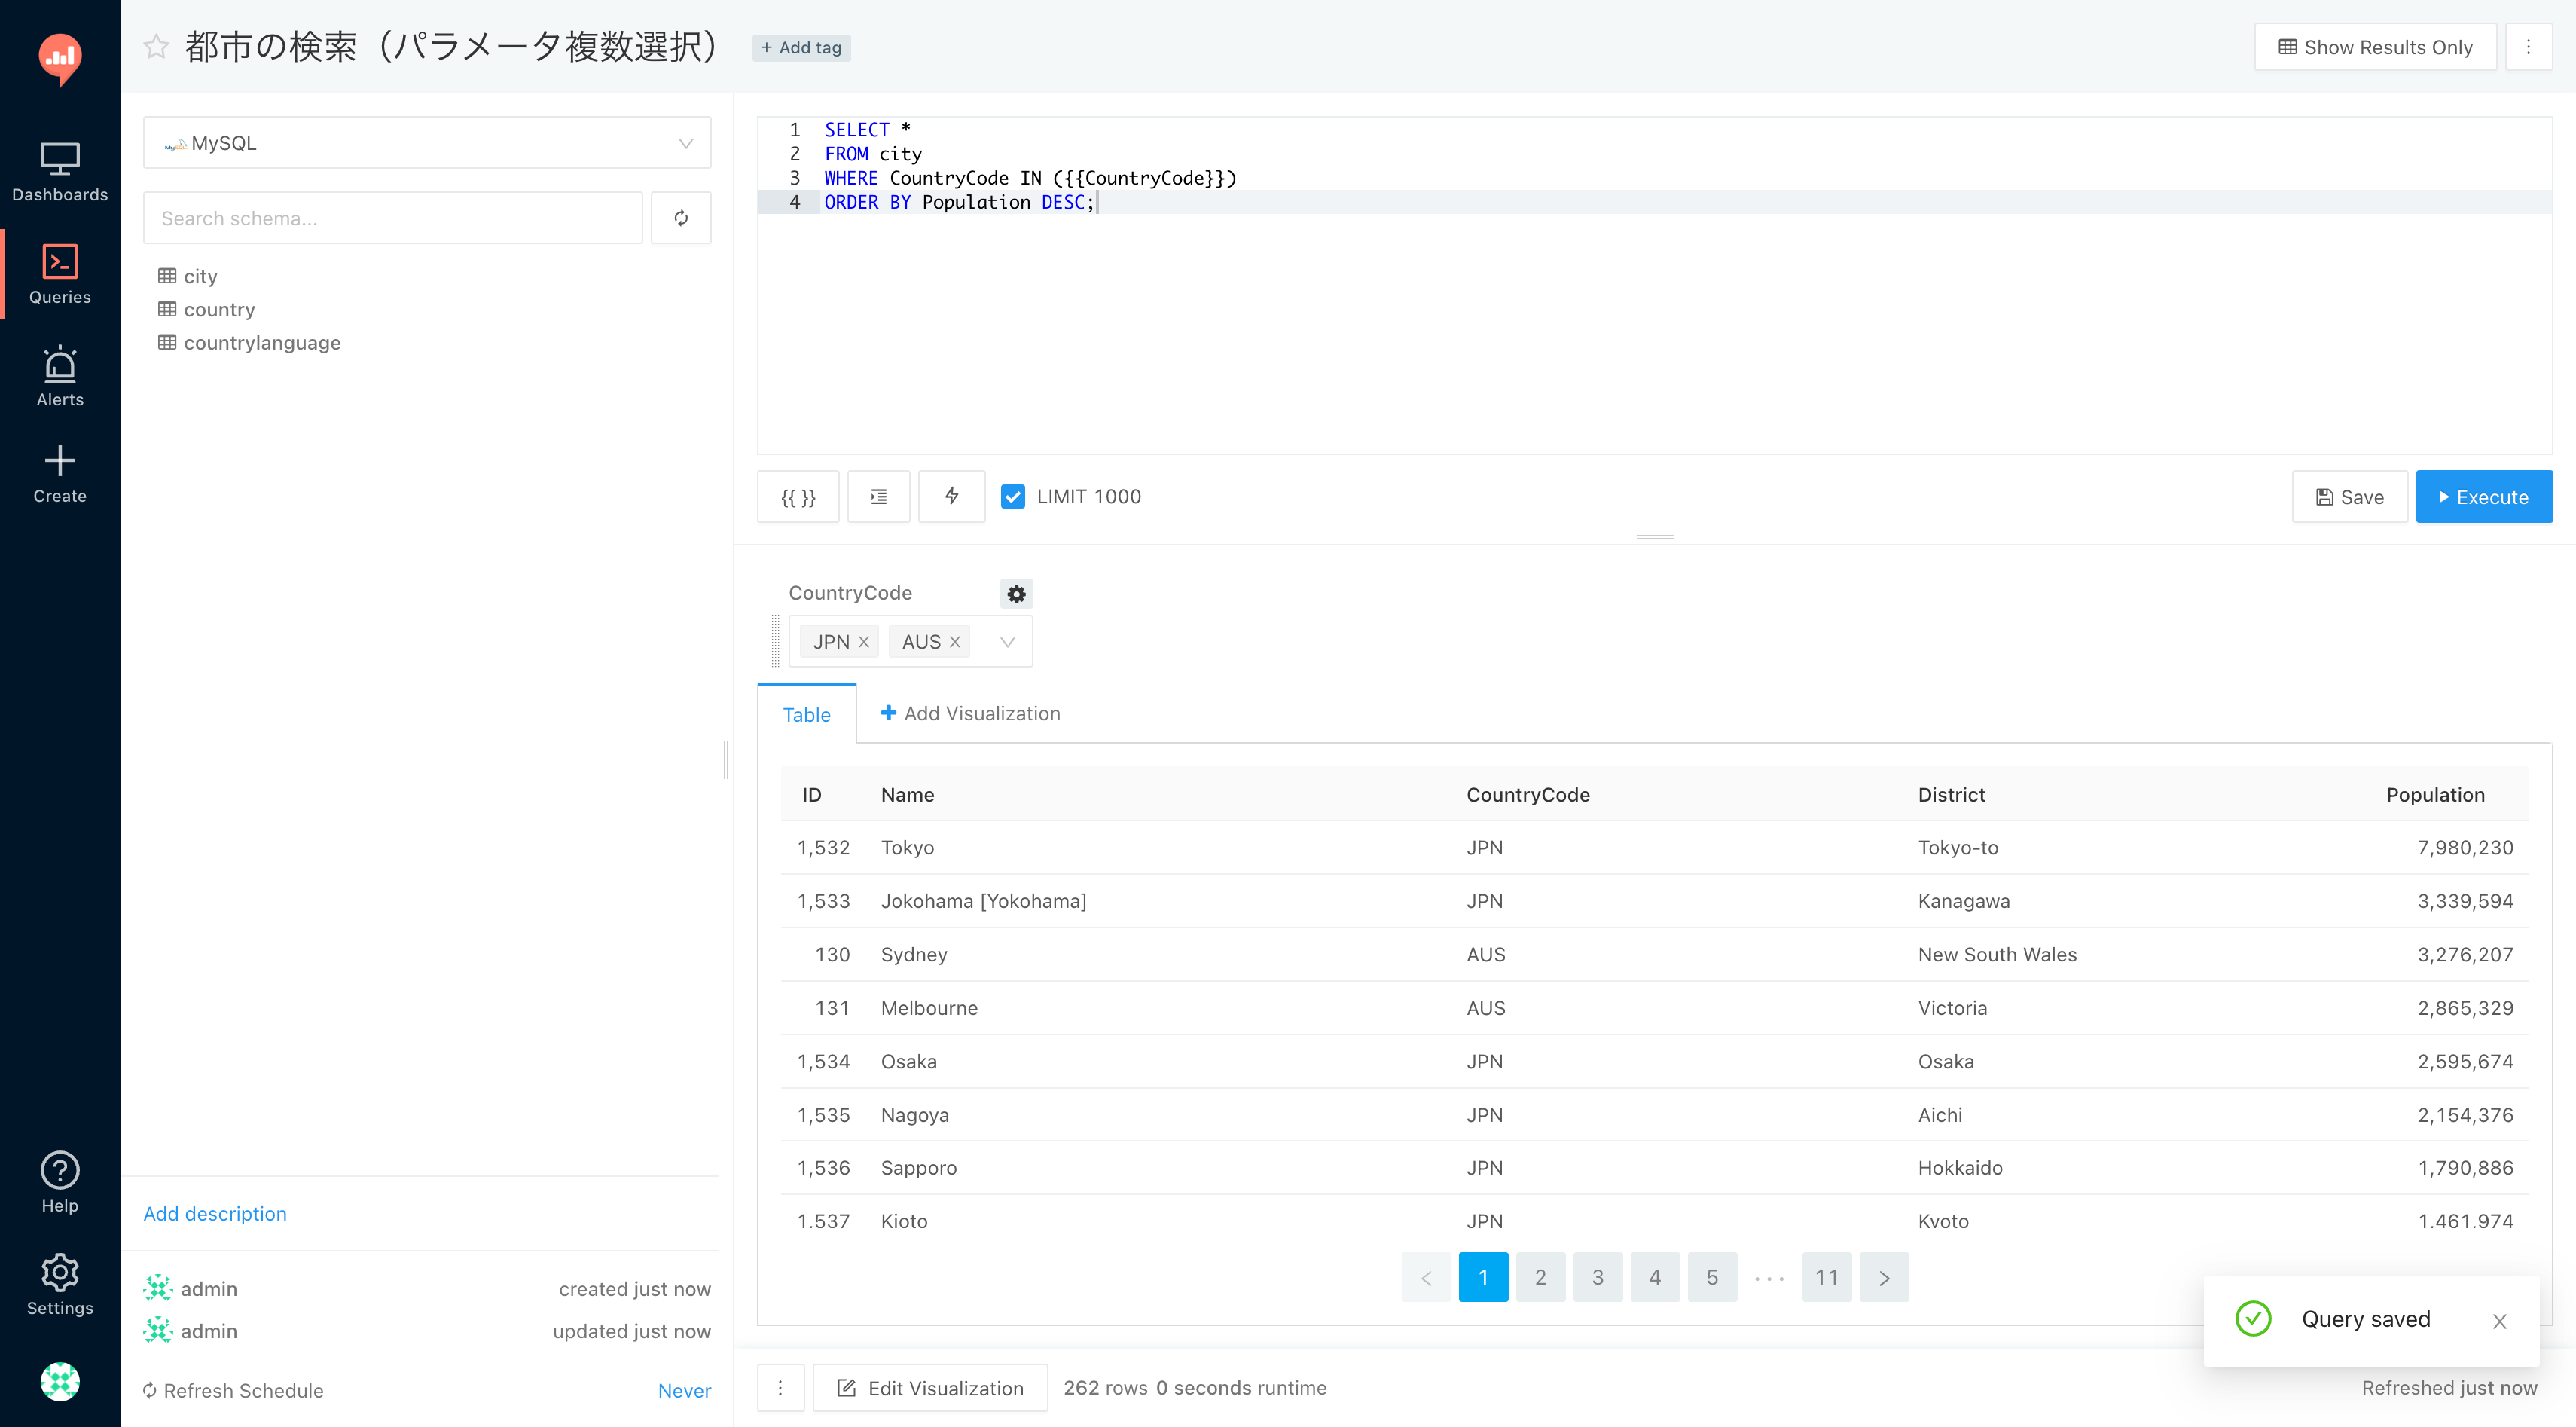 都市の検索（パラメータ複数選択）
+ Add tag
Show Results Only
Dashboards
Queries
Alerts
Create
Help
Settings
MySQL
Search schema...
city
country
countrylanguage
Add description
admin created just now
admin updated just now
Refresh Schedule Never
1 SELECT *
2 FROM city
3 WHERE CountryCode IN ({{CountryCode}})
4 ORDER BY Population DESC;
{{ }} LIMIT 1000 Save Execute
CountryCode
JPN × AUS ×
Table + Add Visualization
ID Name CountryCode District Population
1,532 Tokyo JPN Tokyo-to 7,980,230
1,533 Jokohama [Yokohama] JPN Kanagawa 3,339,594
130 Sydney AUS New South Wales 3,276,207
131 Melbourne AUS Victoria 2,865,329
1,534 Osaka JPN Osaka 2,595,674
1,535 Nagoya JPN Aichi 2,154,376
1,536 Sapporo JPN Hokkaido 1,790,886
1,537 Kioto JPN Kyoto 1,461,974
< 1 2 3 4 5 ··· 11 >
Query saved ×
Edit Visualization 262 rows 0 seconds runtime Refreshed just now